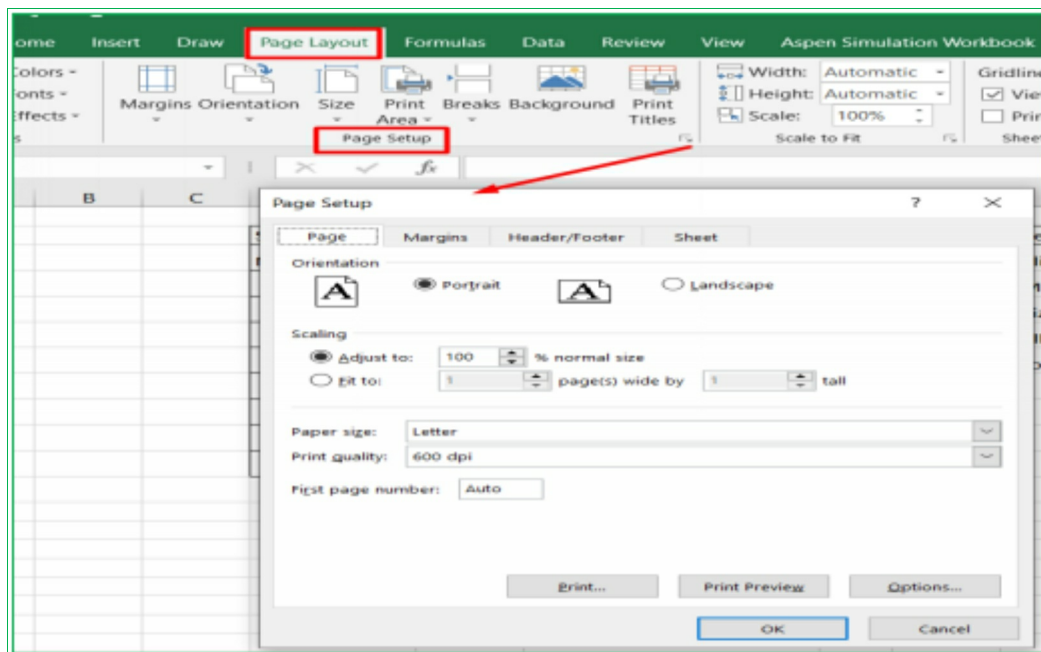 ome Insert Draw Page Layout Formulas Data Review View Aspen Simulation Workbook
Colors
onts
Effects
Margins Orientation Size Print Area Breaks Background Print Titles
Width: Automatic
Height: Automatic
Scale: 100%
Gridline
Vie
Prin
s Page Setup Scale to Fit Shee
fx
B C
Page Setup ?
Page Margins Header/Footer Sheet
Orientation
A Portrait A Landscape
Scaling
Adjust to: 100 % normal size
Fit to: 1 page(s) wide by 1 tall
Paper size: Letter
Print quality: 600 dpi
First page number: Auto
Print... Print Preview Options...
OK Cancel